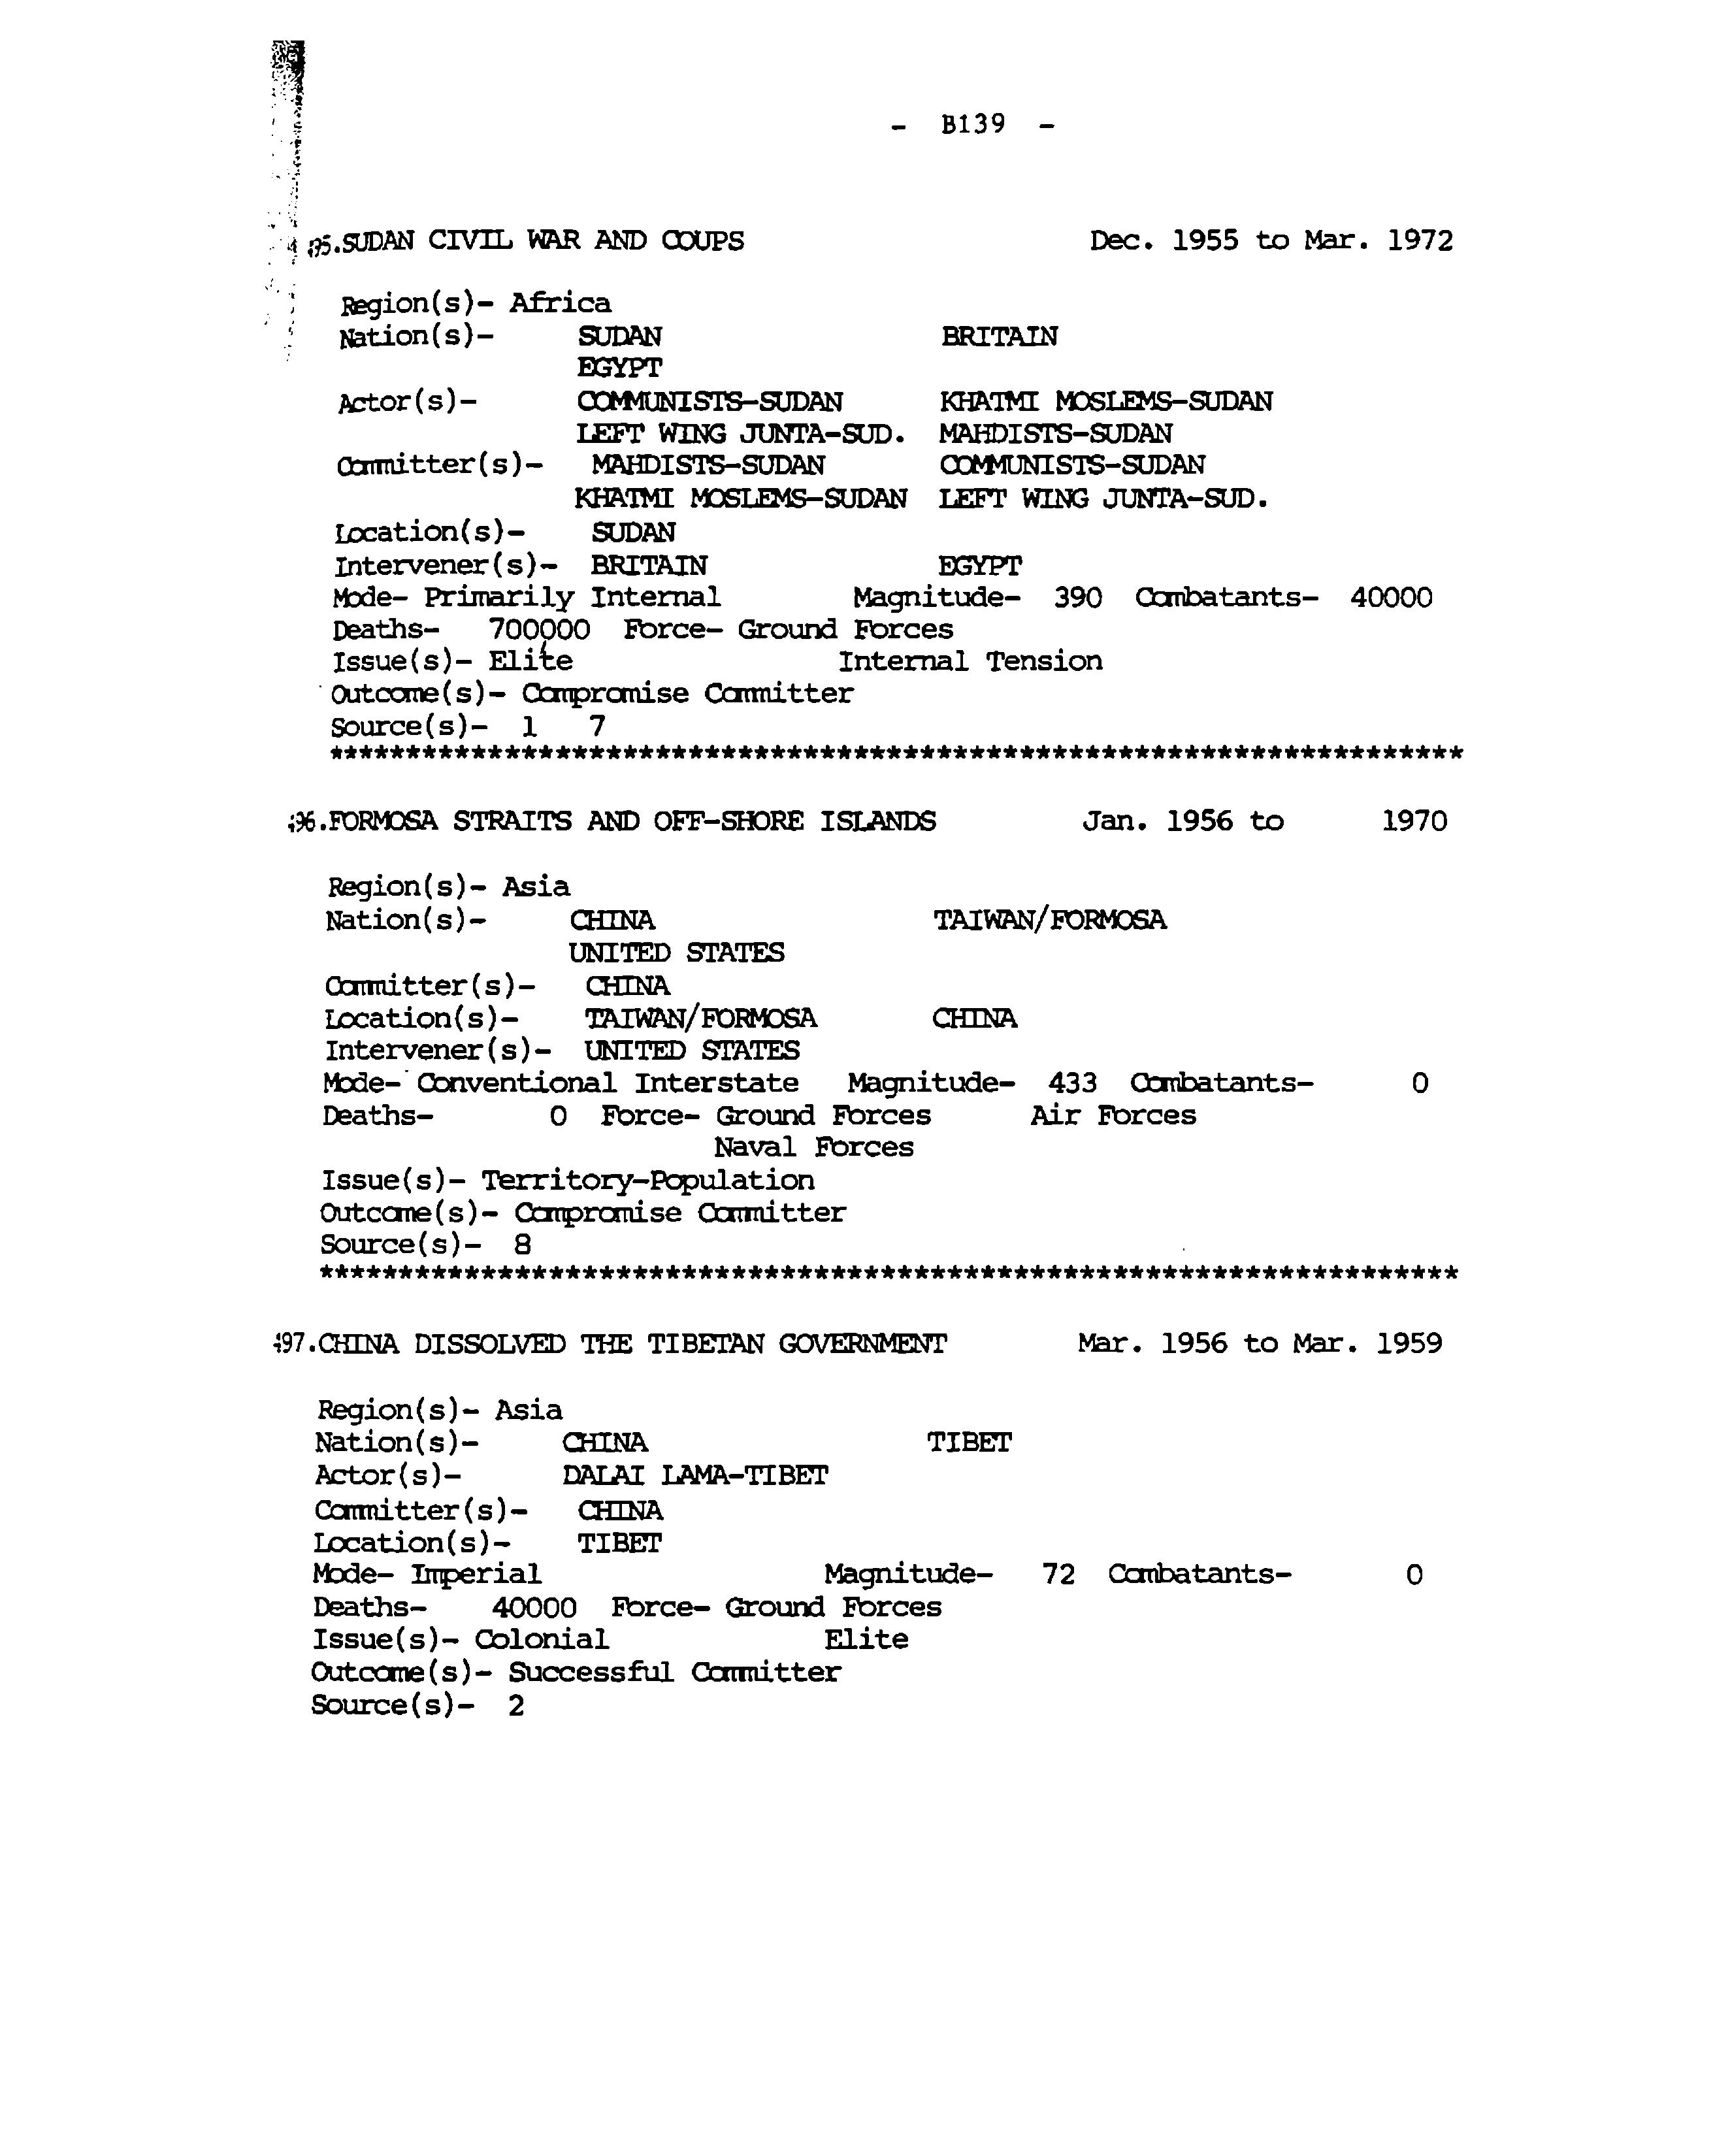 - B139 -
95.SUDAN CIVIL WAR AND COUPS Dec. 1955 to Mar. 1972
Region(s)- Africa
Nation(s)- SUDAN BRITAIN
EGYPT
Actor(s)- COMMUNISTS-SUDAN KHATMI MOSLEMS-SUDAN
LEFT WING JUNTA-SUD. MAHDISTS-SUDAN
Committer(s)- MAHDISTS-SUDAN COMMUNISTS-SUDAN
KHATMI MOSLEMS-SUDAN LEFT WING JUNTA-SUD.
Location(s)- SUDAN
Intervener(s)- BRITAIN EGYPT
Mode- Primarily Internal Magnitude- 390 Combatants- 40000
Deaths- 700000 Force- Ground Forces
Issue(s)- Elite Internal Tension
Outcome(s)- Compromise Committer
Source(s)- 1 7
********************************************************************
96.FORMOSA STRAITS AND OFF-SHORE ISLANDS Jan. 1956 to 1970
Region(s)- Asia
Nation(s)- CHINA TAIWAN/FORMOSA
UNITED STATES
Committer(s)- CHINA
Location(s)- TAIWAN/FORMOSA CHINA
Intervener(s)- UNITED STATES
Mode- Conventional Interstate Magnitude- 433 Combatants- 0
Deaths- 0 Force- Ground Forces Air Forces
Naval Forces
Issue(s)- Territory-Population
Outcome(s)- Compromise Committer
Source(s)- 8
********************************************************************
497.CHINA DISSOLVED THE TIBETAN GOVERNMENT Mar. 1956 to Mar. 1959
Region(s)- Asia
Nation(s)- CHINA TIBET
Actor(s)- DALAI LAMA-TIBET
Committer(s)- CHINA
Location(s)- TIBET
Mode- Imperial Magnitude- 72 Combatants- 0
Deaths- 40000 Force- Ground Forces
Issue(s)- Colonial Elite
Outcome(s)- Successful Committer
Source(s)- 2